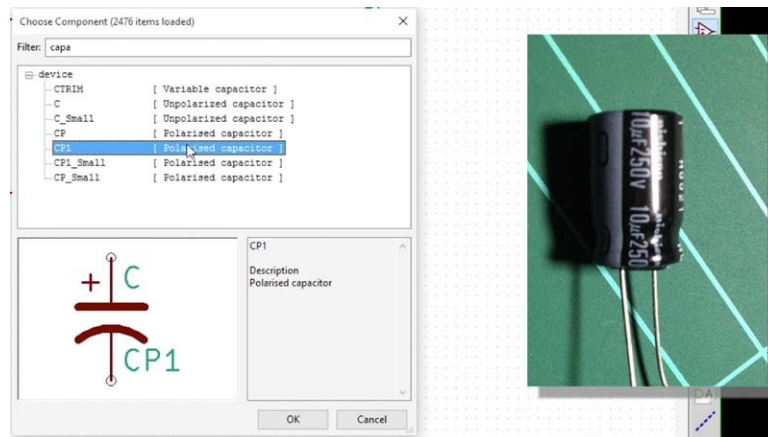 Choose Component (2476 items loaded)
Filter: capa
device
CTRIM [ Variable capacitor ]
C [ Unpolarized capacitor ]
C_Small [ Unpolarized capacitor ]
CP [ Polarised capacitor ]
CP1 [ Polarised capacitor ]
CP1_Small [ Polarised capacitor ]
CP_Small [ Polarised capacitor ]
+ C
CP1
CP1
Description
Polarised capacitor
OK Cancel
10µF250V 10µF250
A